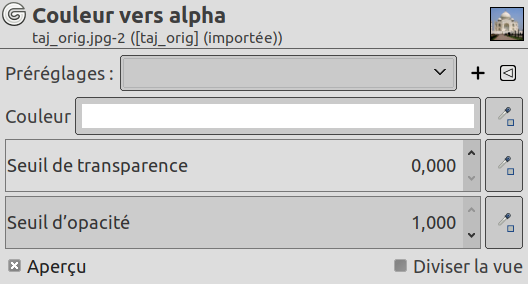 Couleur vers alpha
taj_orig.jpg-2 ([taj_orig] (importée))
Préréglages :
Couleur
Seuil de transparence 0,000
Seuil d’opacité 1,000
Aperçu Diviser la vue